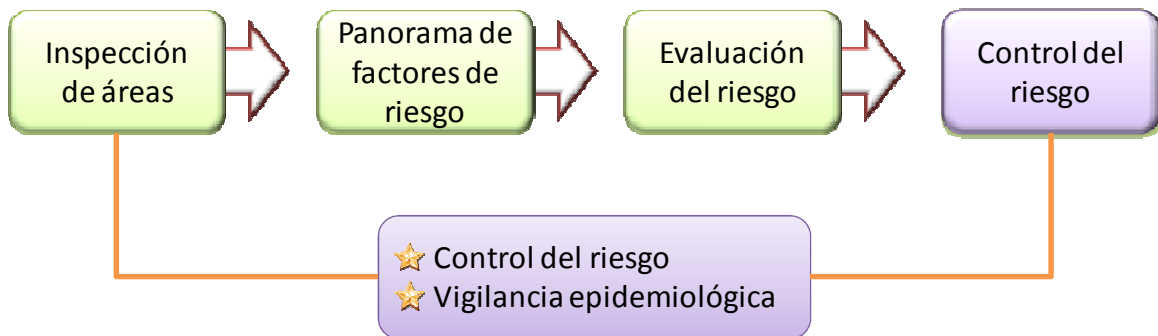 Inspección
de áreas
Panorama de
factores de
riesgo
Evaluación
del riesgo
Control del
riesgo
Control del riesgo
Vigilancia epidemiológica